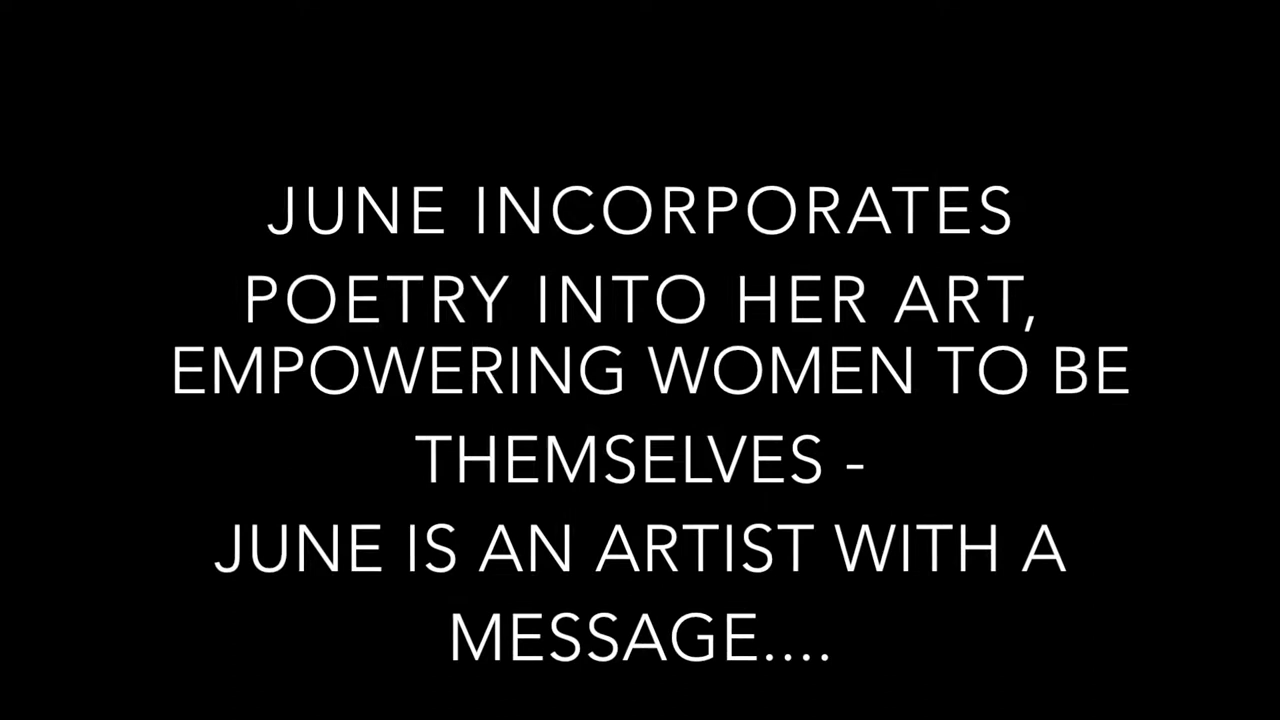 JUNE INCORPORATES
POETRY INTO HER ART,
EMPOWERING WOMEN TO BE
THEMSELVES -
JUNE IS AN ARTIST WITH A
MESSAGE....